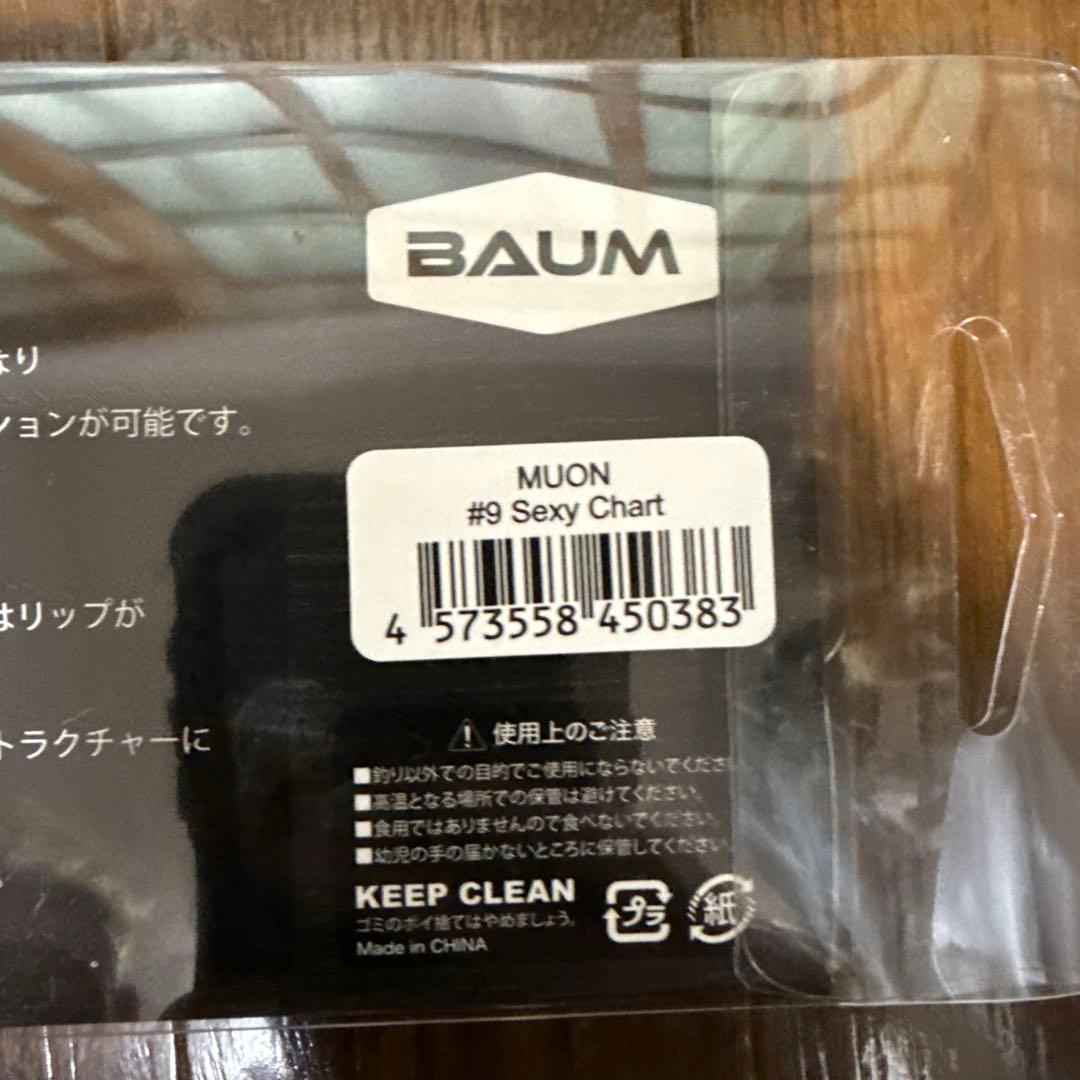 BAUM
なり
ションが可能です。
MUON
#9 Sexy Chart
4 573558 450383
はリップが
トラクチャーに
使用上のご注意
■釣り以外での目的でご使用にならないでくださ
■高温となる場所での保管は避けてください。
■食用ではありませんので食べないでください。
■幼児の手の届かないところに保管してください
KEEP CLEAN
ゴミのポイ捨てはやめましょう。
Made in CHINA
プラ
紙